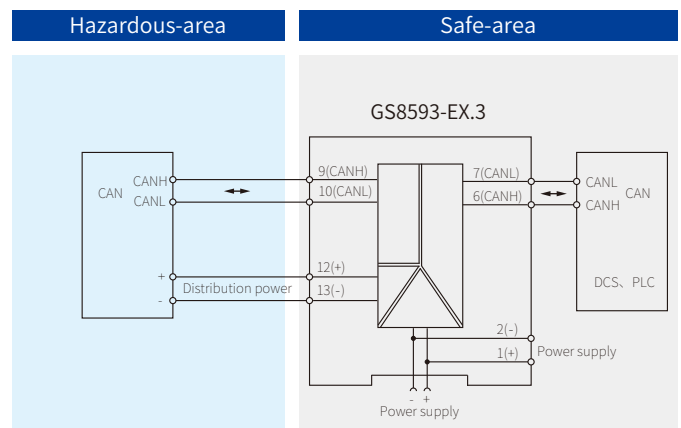 Hazardous-area
Safe-area
GS8593-EX.3
CAN
CANH
CANL
+
-
Distribution power
9(CANH)
10(CANL)
12(+)
13(-)
7(CANL)
6(CANH)
2(-)
1(+)
Power supply
- +
Power supply
CANL
CANH
CAN
DCS、PLC